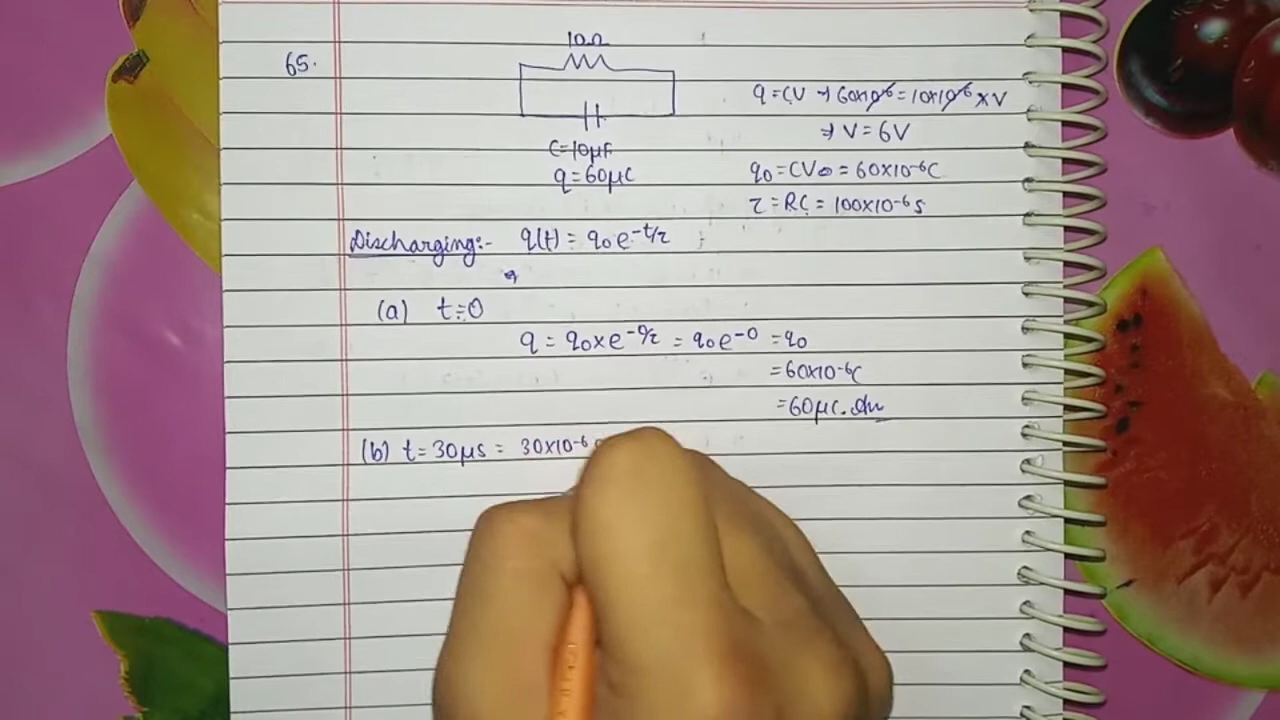 65.
10Ω
C=10μF
q=60μC
q=CV ⇒ 60×10⁻⁶ = 10×10⁻⁶ × V
⇒ V = 6V
q₀ = CV₀ = 60×10⁻⁶C
τ = RC = 100×10⁻⁶s
Discharging:- q(t) = q₀e^-t/τ ;
(a) t=0
q = q₀×e^-0/τ = q₀e^-0 = q₀
= 60×10⁻⁶C
= 60μC. Ans
(b) t = 30μs = 30×10⁻⁶